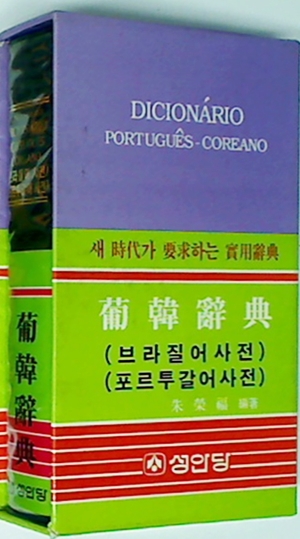 DICIONÁRIO
PORTUGUÊS-COREANO
새 時代가 要求하는 實用辭典
葡韓辭典
(브라질어사전)
(포르투갈어사전)
朱榮福 編著
성안당
葡韓辭典
성안당